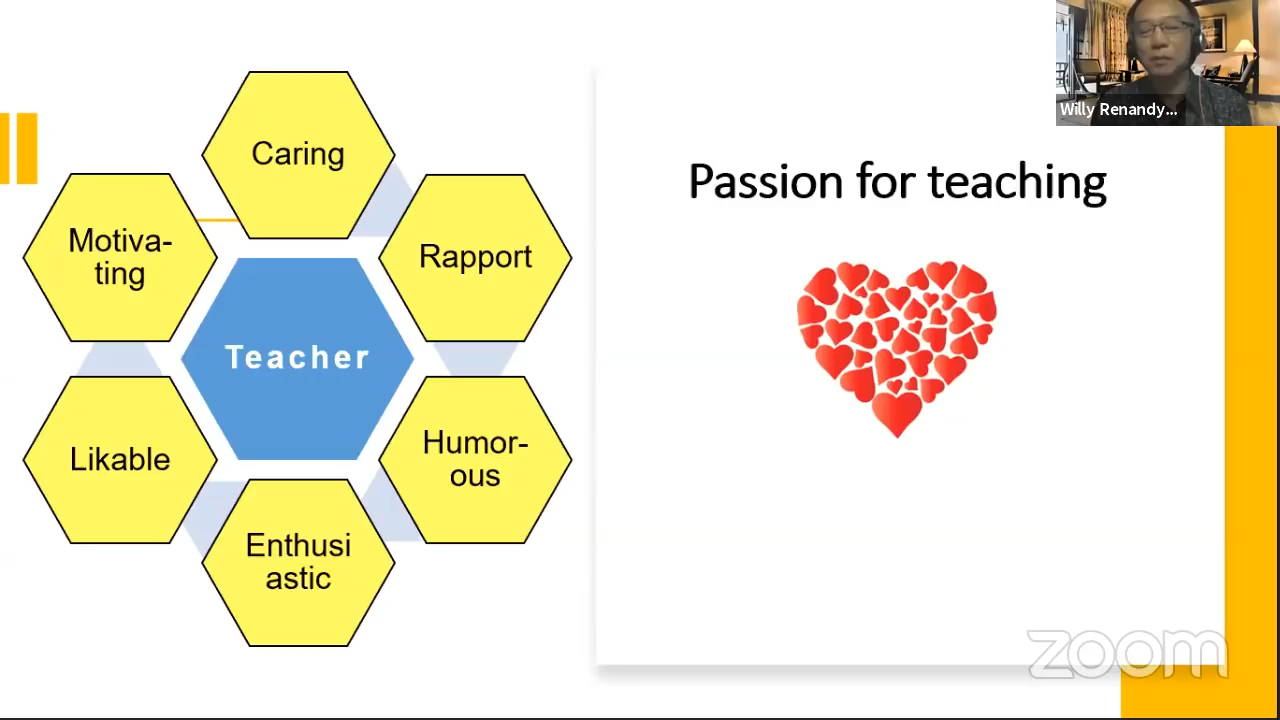 Willy Renandy...
Caring
Motiva-
ting
Rapport
Teacher
Likable
Humor-
ous
Enthusi
astic
Passion for teaching
zoom